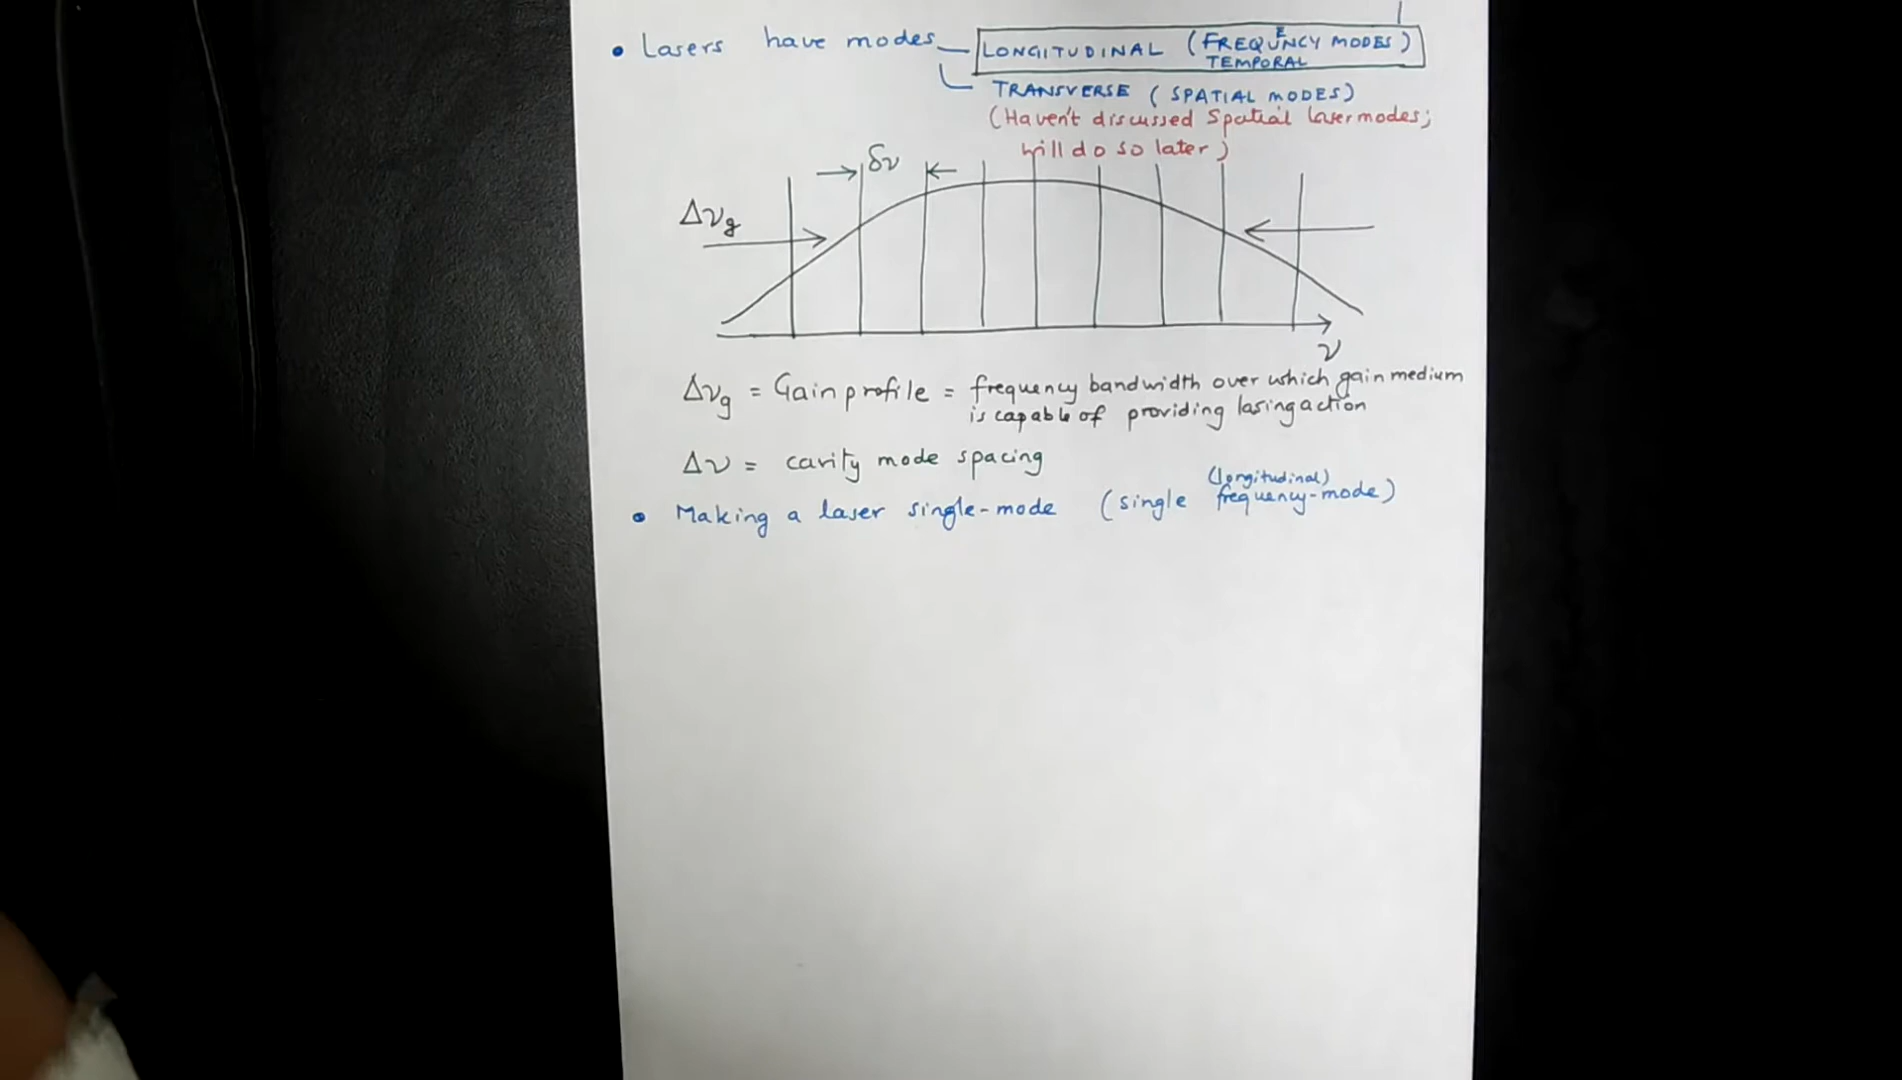 • Lasers have modes LONGITUDINAL (FREQUENCY MODES)
TEMPORAL
TRANSVERSE (SPATIAL MODES)
(Haven't discussed Spatial laser modes;
will do so later)
δν
Δνg
ν
Δνg = Gain profile = frequency bandwidth over which gain medium
is capable of providing lasing action
Δν = cavity mode spacing
(longitudinal)
• Making a laser single-mode (single frequency-mode)